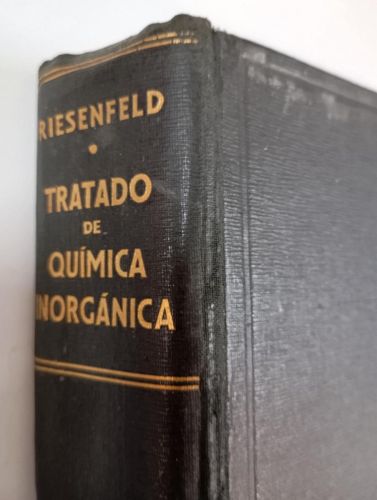 RIESENFELD
TRATADO
DE
QUÍMICA
INORGÁNICA